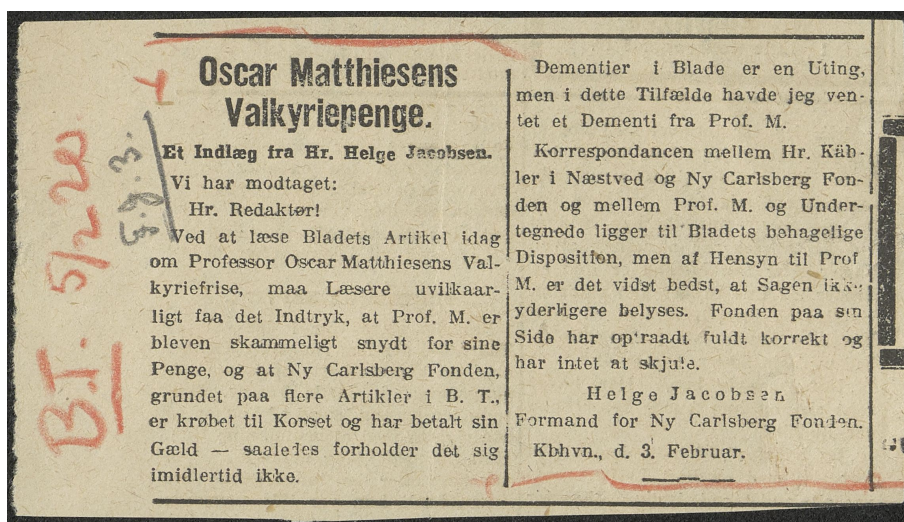 B.T. 5/2 20
Oscar Matthiesens
Valkyriepenge.
Et Indlæg fra Hr. Helge Jacobsen.
Vi har modtaget:
Hr. Redaktør!
Ved at læse Bladets Artikel idag
om Professor Oscar Matthiesens Val-
kyriefrise, maa Læsere uvilkaar-
ligt faa det Indtryk, at Prof. M. er
bleven skammeligt snydt for sine
Penge, og at Ny Carlsberg Fonden,
grundet paa flere Artikler i B. T.,
er krøbet til Korset og har betalt sin
Gæld — saaledes forholder det sig
imidlertid ikke.
Dementier i Blade er en Uting,
men i dette Tilfælde havde jeg ven-
tet et Dementi fra Prof. M.
Korrespondancen mellem Hr. Käh-
ler i Næstved og Ny Carlsberg Fon-
den og mellem Prof. M. og Under-
tegnede ligger til Bladets behagelige
Disposition, men af Hensyn til Prof
M. er det vidst bedst, at Sagen ikke
yderligere belyses. Fonden paa sin
Side har optraadt fuldt korrekt og
har intet at skjule.
Helge Jacobsen
Formand for Ny Carlsberg Fonden.
Kbhvn., d. 3. Februar.